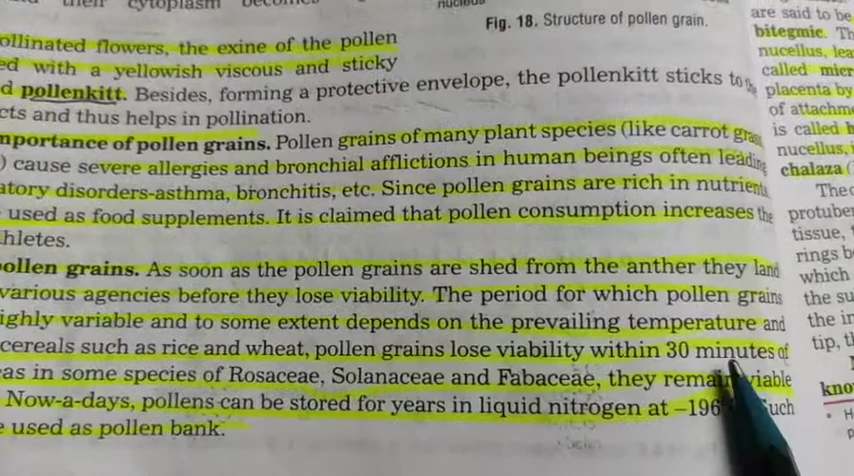 their cytoplasm becomes
nucleus
Fig. 18. Structure of pollen grain.
ollinated flowers, the exine of the pollen
ed with a yellowish viscous and sticky
d pollenkitt. Besides, forming a protective envelope, the pollenkitt sticks to
cts and thus helps in pollination.
mportance of pollen grains. Pollen grains of many plant species (like carrot grass
) cause severe allergies and bronchial afflictions in human beings often leading
atory disorders-asthma, bronchitis, etc. Since pollen grains are rich in nutrients
used as food supplements. It is claimed that pollen consumption increases the
hletes.
ollen grains. As soon as the pollen grains are shed from the anther they land
various agencies before they lose viability. The period for which pollen grains
ighly variable and to some extent depends on the prevailing temperature and
cereals such as rice and wheat, pollen grains lose viability within 30 minutes of
as in some species of Rosaceae, Solanaceae and Fabaceae, they remain viable
Now-a-days, pollens can be stored for years in liquid nitrogen at –196 uch
e used as pollen bank.
are said to be
bitegmic. Th
nucellus, lea
called micr
placenta by
of attachme
is called h
nucellus, i
chalaza (
The
protuber
tissue,
rings b
which
the su
the in
tip, th
kno
H
p